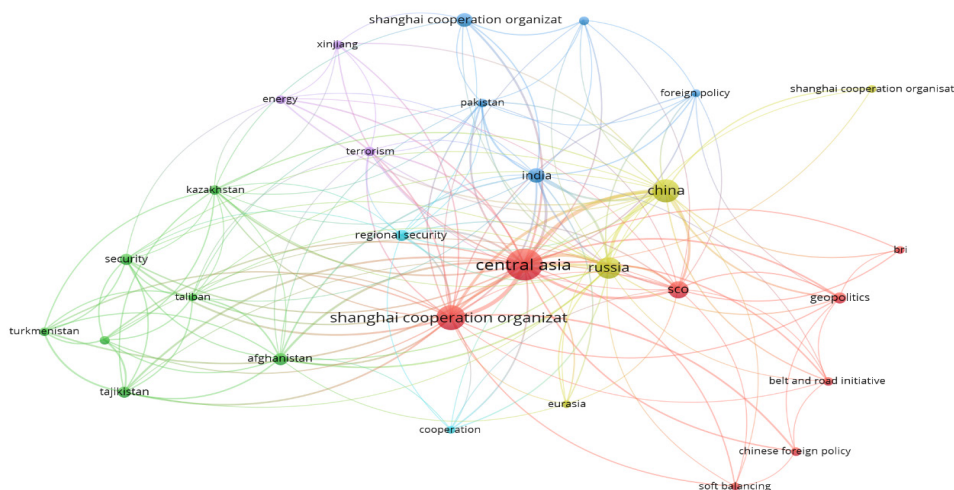 shanghai cooperation organizat
xinjiang
shanghai cooperation organisat
foreign policy
energy
pakistan
terrorism
india
kazakhstan
china
regional security
bri
security
central asia
russia
sco
taliban
geopolitics
shanghai cooperation organizat
turkmenistan
afghanistan
belt and road initiative
tajikistan
eurasia
cooperation
chinese foreign policy
soft balancing